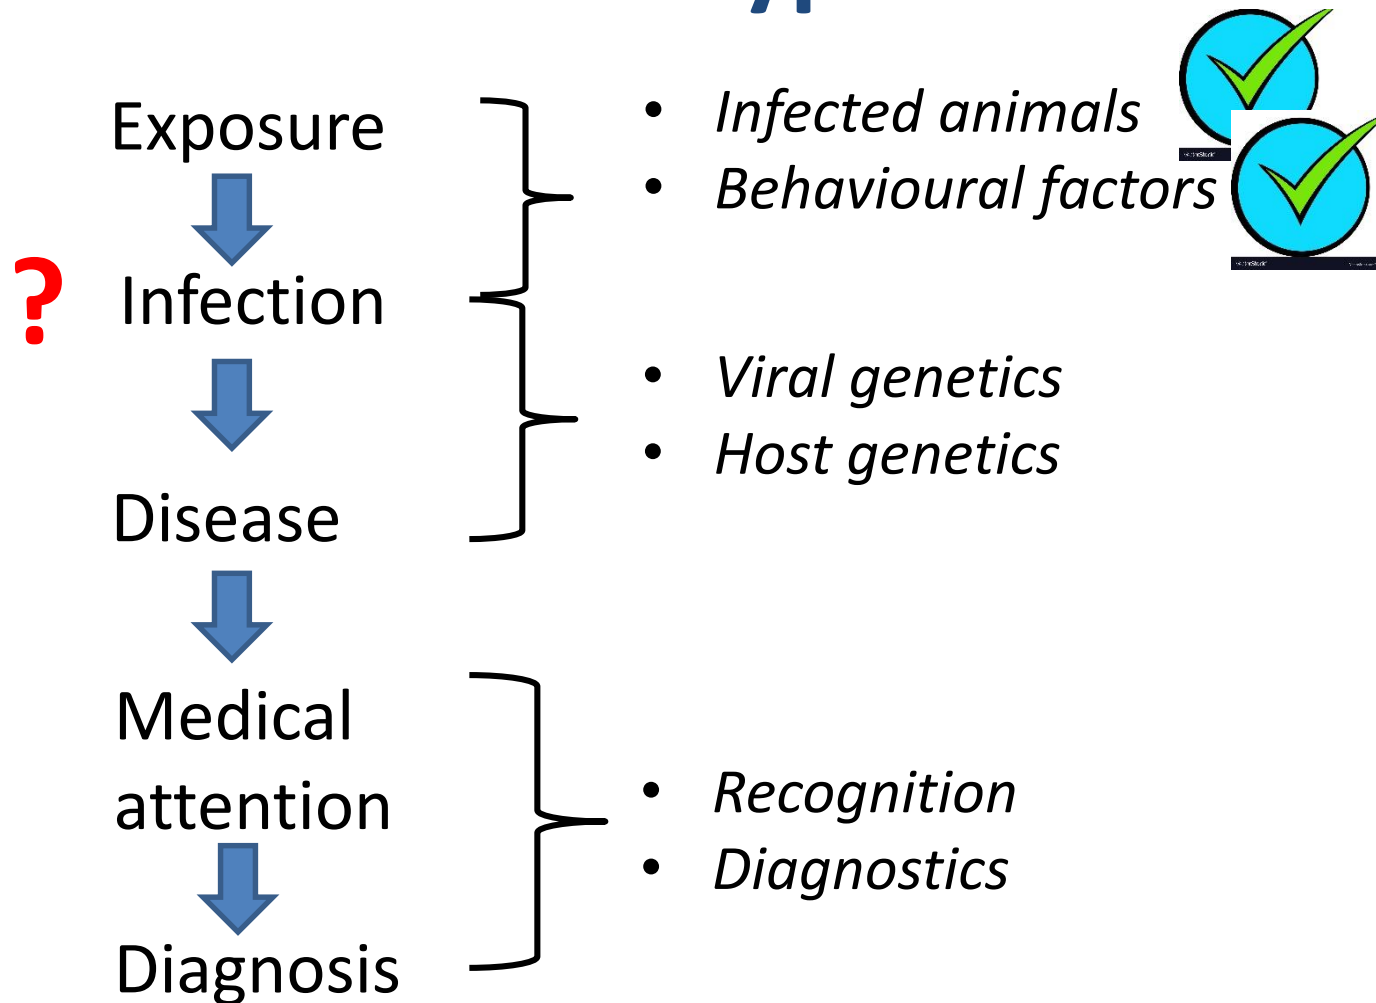 Exposure
• Infected animals
• Behavioural factors
?
Infection
• Viral genetics
• Host genetics
Disease
Medical
attention
• Recognition
• Diagnostics
Diagnosis